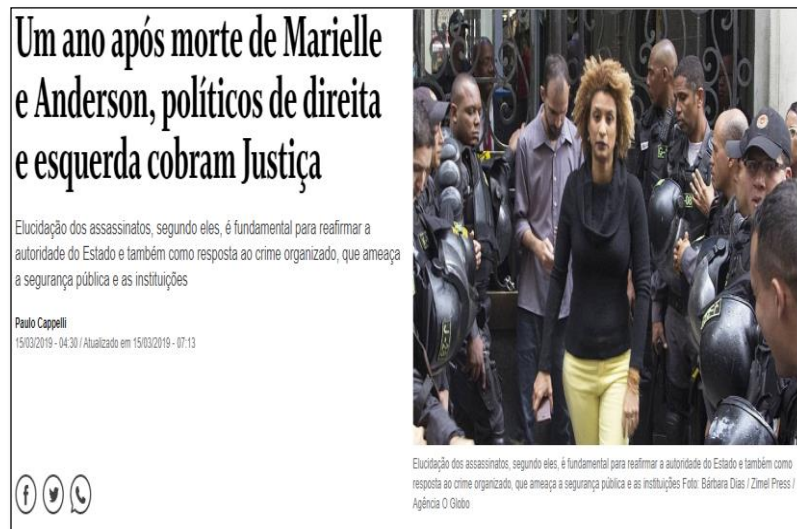 Um ano após morte de Marielle
e Anderson, políticos de direita
e esquerda cobram Justiça
Elucidação dos assassinatos, segundo eles, é fundamental para reafirmar a
autoridade do Estado e também como resposta ao crime organizado, que ameaça
a segurança pública e as instituições
Paulo Cappelli
15/03/2019 - 04:30 / Atualizado em 15/03/2019 - 07:13
Elucidação dos assassinatos, segundo eles, é fundamental para reafirmar a autoridade do Estado e também como
resposta ao crime organizado, que ameaça a segurança pública e as instituições Foto: Bárbara Dias / Zimel Press /
Agência O Globo